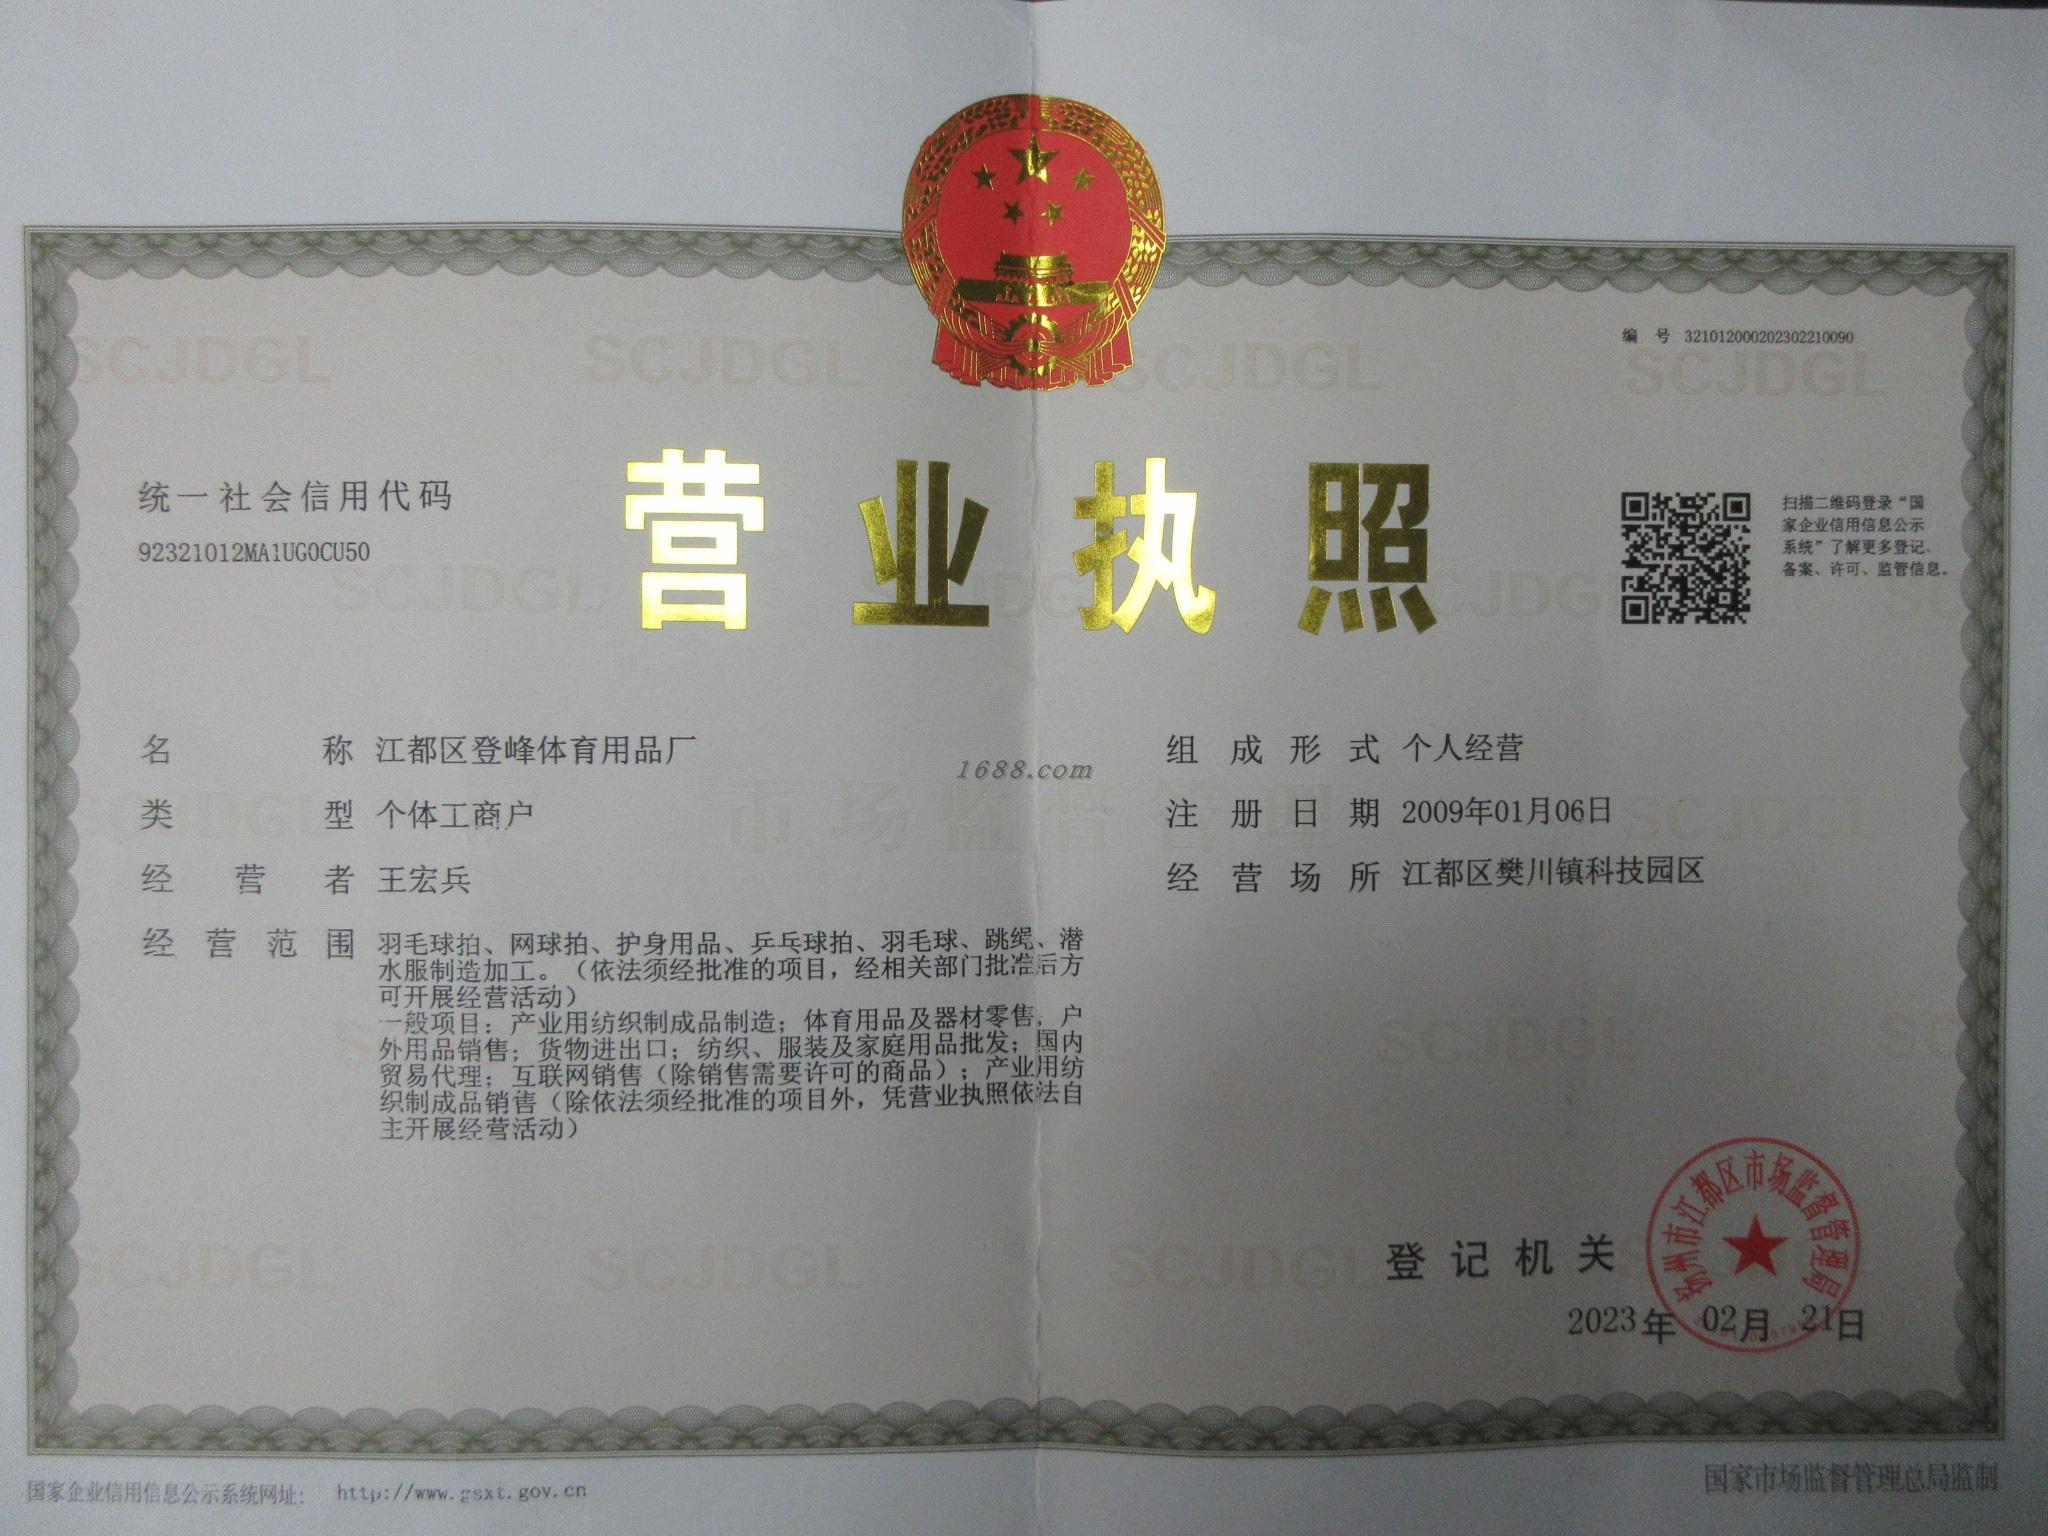 编 号 321012000202302210090
统一社会信用代码
92321012MA1UG0CU50
营业执照
扫描二维码登录“国
家企业信用信息公示
系统”了解更多登记、
备案、许可、监管信息。
名 称 江都区登峰体育用品厂
类 型 个体工商户
经 营 者 王宏兵
经 营 范 围 羽毛球拍、网球拍、护身用品、乒乓球拍、羽毛球、跳绳、潜
水服制造加工。（依法须经批准的项目，经相关部门批准后方
可开展经营活动）
一般项目：产业用纺织制成品制造；体育用品及器材零售；户
外用品销售；货物进出口；纺织、服装及家庭用品批发；国内
贸易代理；互联网销售（除销售需要许可的商品）；产业用纺
织制成品销售（除依法须经批准的项目外，凭营业执照依法自
主开展经营活动）
1688.com
组 成 形 式 个人经营
注 册 日 期 2009年01月06日
经 营 场 所 江都区樊川镇科技园区
登 记 机 关
扬州市江都区市场监督管理局
2023年 02月 21日
国家企业信用信息公示系统网址： http://www.gsxt.gov.cn
国家市场监督管理总局监制
SCJDGL
市场监督管理